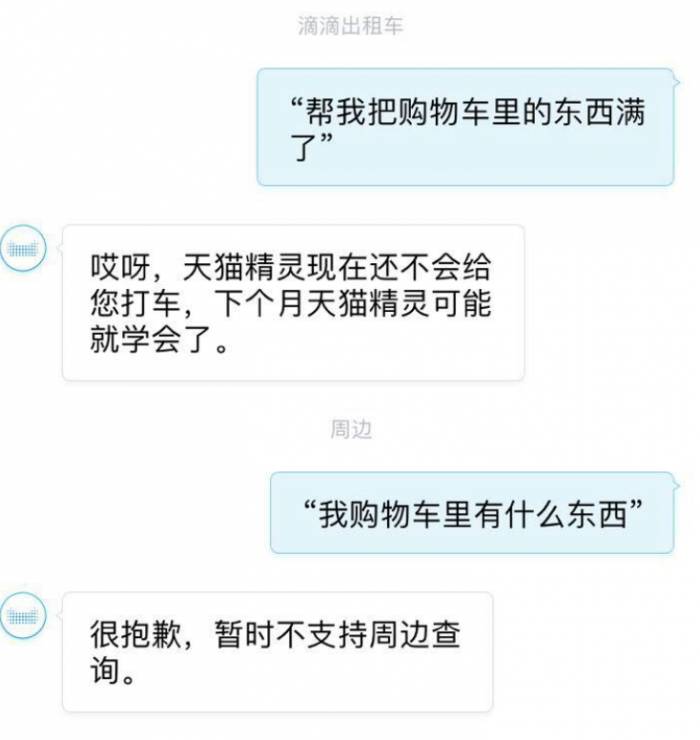 滴滴出租车
“帮我把购物车里的东西满
了”
哎呀，天猫精灵现在还不会给
您打车，下个月天猫精灵可能
就学会了。
周边
“我购物车里有什么东西”
很抱歉，暂时不支持周边查
询。